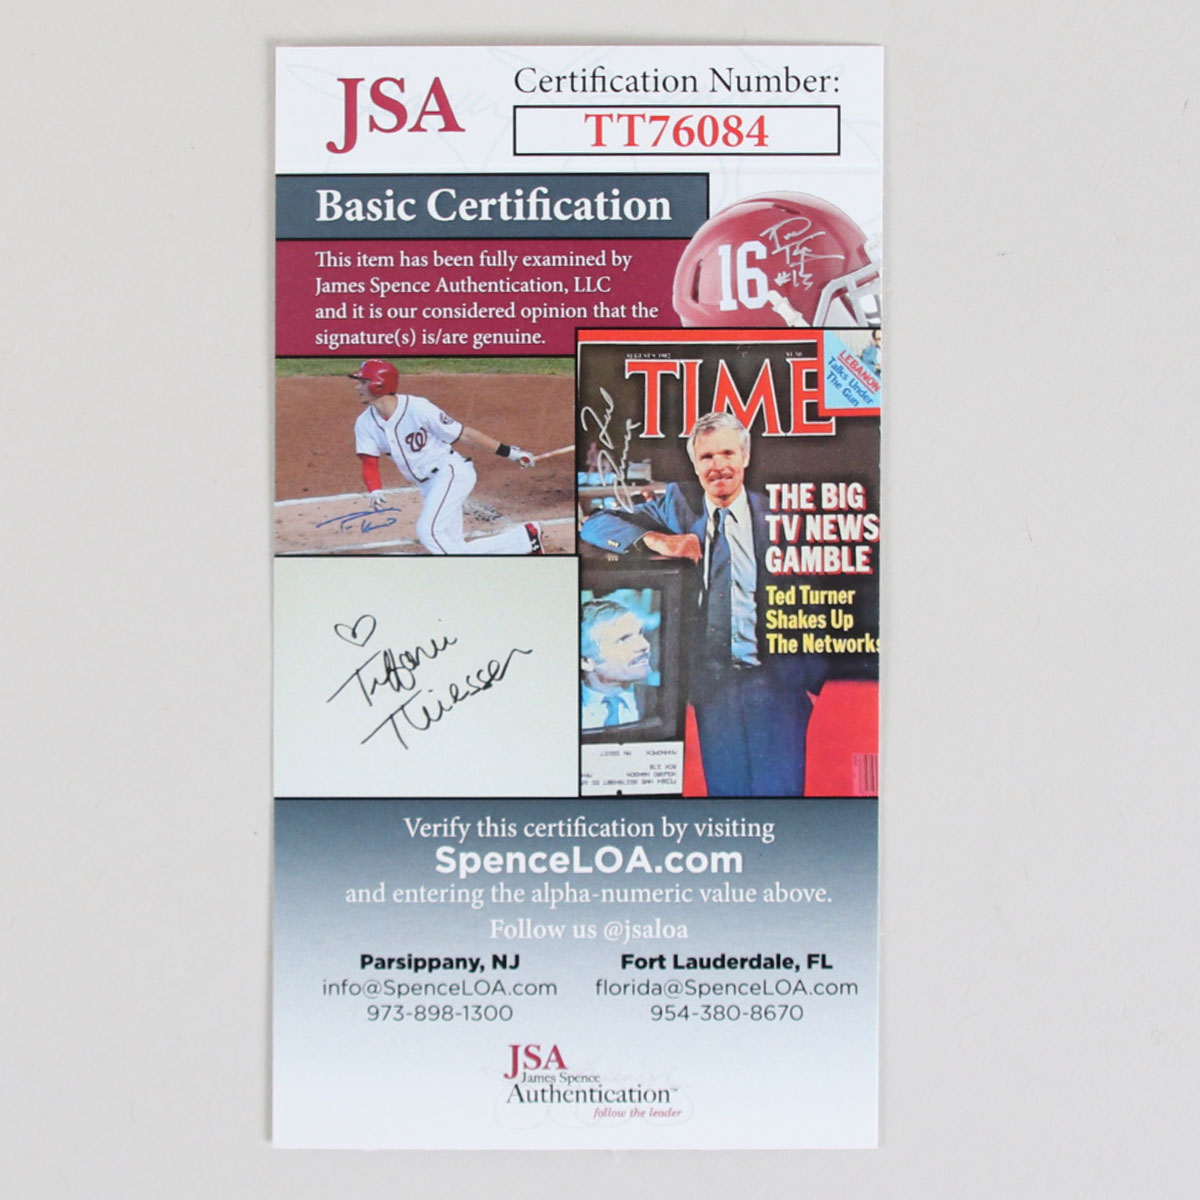 JSA
Certification Number:
TT76084
Basic Certification
This item has been fully examined by
James Spence Authentication, LLC
and it is our considered opinion that the
signature(s) is/are genuine.
16
#13
W
TIME
LEBANON
Talks Under
The Gun
Ted
Turner
THE BIG
TV NEWS
GAMBLE
Ted Turner
Shakes Up
The Networks
Tiffani
Thiessen
Verify this certification by visiting
SpenceLOA.com
and entering the alpha-numeric value above.
Follow us @jsaloa
Parsippany, NJ
info@SpenceLOA.com
973-898-1300
Fort Lauderdale, FL
florida@SpenceLOA.com
954-380-8670
JSA
James Spence
Authentication™
follow the leader